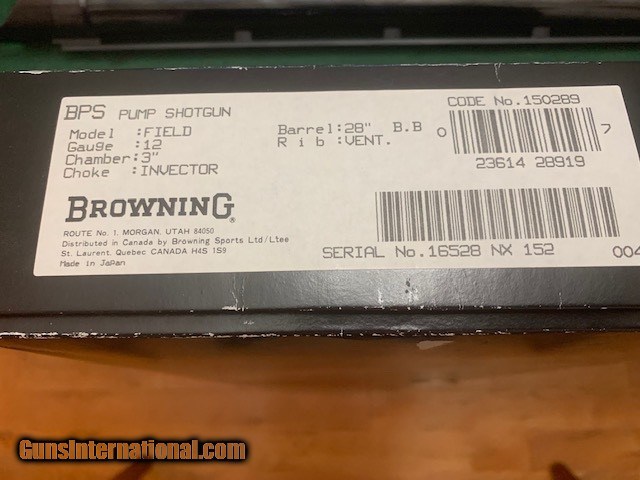 BPS PUMP SHOTGUN
Model :FIELD
Gauge :12
Chamber:3"
Choke :INVECTOR
Barrel:28" B.B
Rib:VENT.
CODE No.150289
0 7
23614 28919
BROWNING®
ROUTE No. 1, MORGAN, UTAH 84050
Distributed in Canada by Browning Sports Ltd/Ltee
St. Laurent, Quebec CANADA H4S 1S9
Made in Japan
SERIAL No.16528 NX 152
004
GunsInternational.com